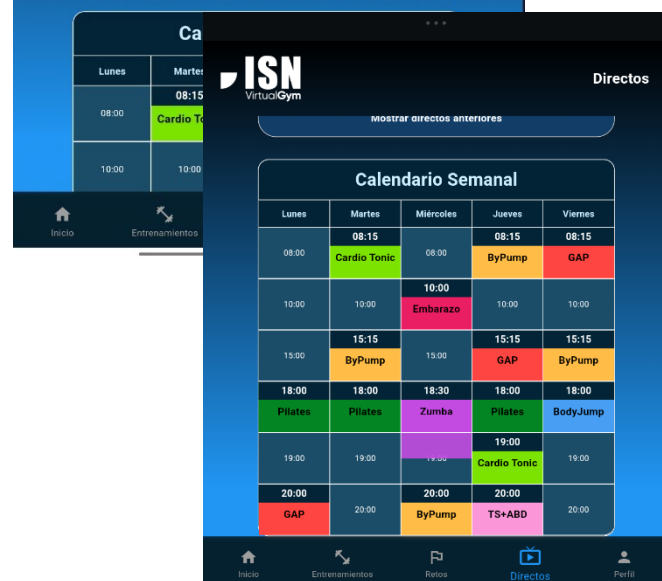 Ca
Lunes
Martes
08:15
08:00
Cardio To
10:00
10:00
Inicio
Entrenamientos
ISN
VirtualGym
Directos
Mostrar directos anteriores
Calendario Semanal
Lunes Martes Miércoles Jueves Viernes
08:15 08:15 08:15
08:00 Cardio Tonic 08:00 ByPump GAP
10:00
10:00 10:00 Embarazo 10:00 10:00
15:15 15:15 15:15
15:00 ByPump 15:00 GAP ByPump
18:00 18:00 18:30 18:00 18:00
Pilates Pilates Zumba Pilates BodyJump
19:00
19:00 19:00 19:00 Cardio Tonic 19:00
20:00 20:00 20:00
GAP 20:00 ByPump TS+ABD 20:00
Inicio Entrenamientos Retos Directos Perfil